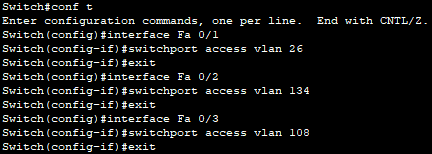 Switch#conf t
Enter configuration commands, one per line.  End with CNTL/Z.
Switch(config)#interface Fa 0/1
Switch(config-if)#switchport access vlan 26
Switch(config-if)#exit
Switch(config)#interface Fa 0/2
Switch(config-if)#switchport access vlan 134
Switch(config-if)#exit
Switch(config)#interface Fa 0/3
Switch(config-if)#switchport access vlan 108
Switch(config-if)#exit